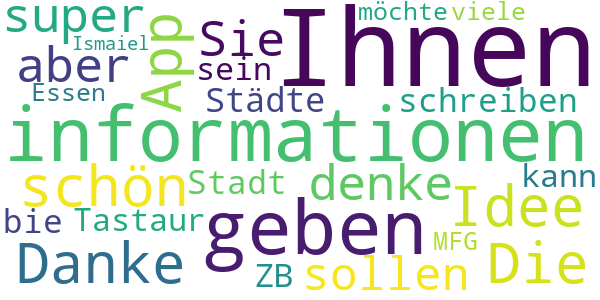 super
Ismaiel
App
Sie
Ihnen
möchte
viele
aber
sein
Essen
Städte
schreiben
informationen
schön
Stadt
denke
kann
bie
Tastaur
geben
Idee
MFG
Danke
ZB
sollen
Die